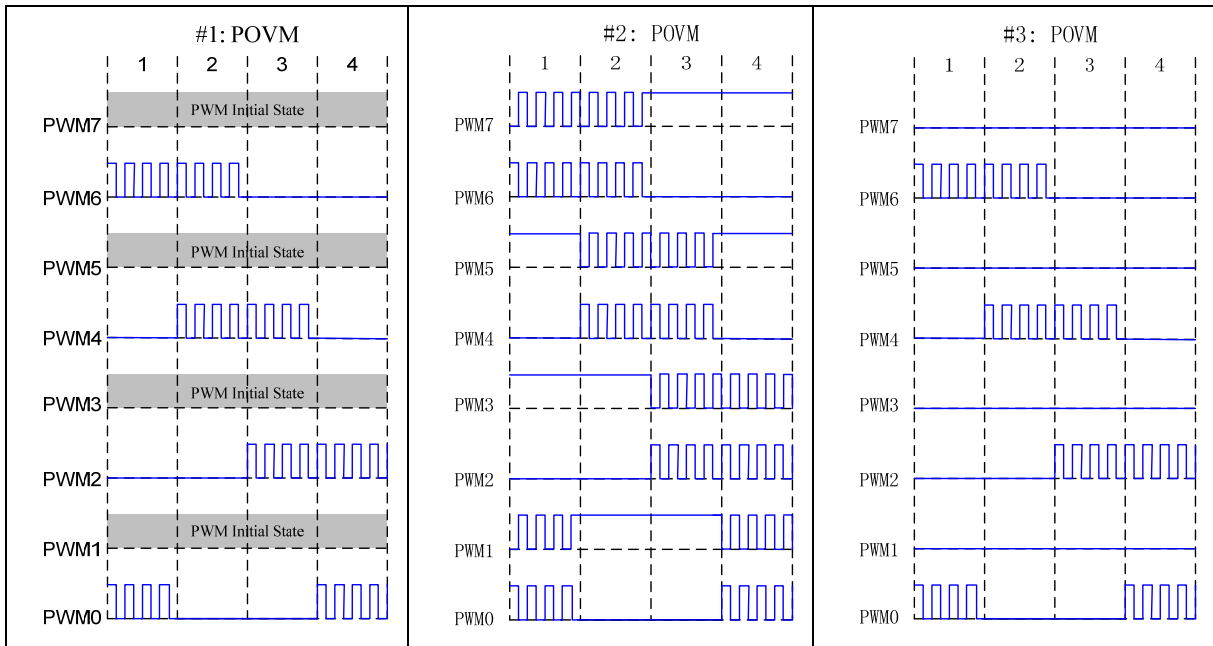 #1: POVM
1 2 3 4
PWM7
PWM Initial State
PWM6
PWM5
PWM Initial State
PWM4
PWM3
PWM Initial State
PWM2
PWM1
PWM Initial State
PWM0
#2: POVM
1 2 3 4
PWM7
PWM6
PWM5
PWM4
PWM3
PWM2
PWM1
PWM0
#3: POVM
1 2 3 4
PWM7
PWM6
PWM5
PWM4
PWM3
PWM2
PWM1
PWM0